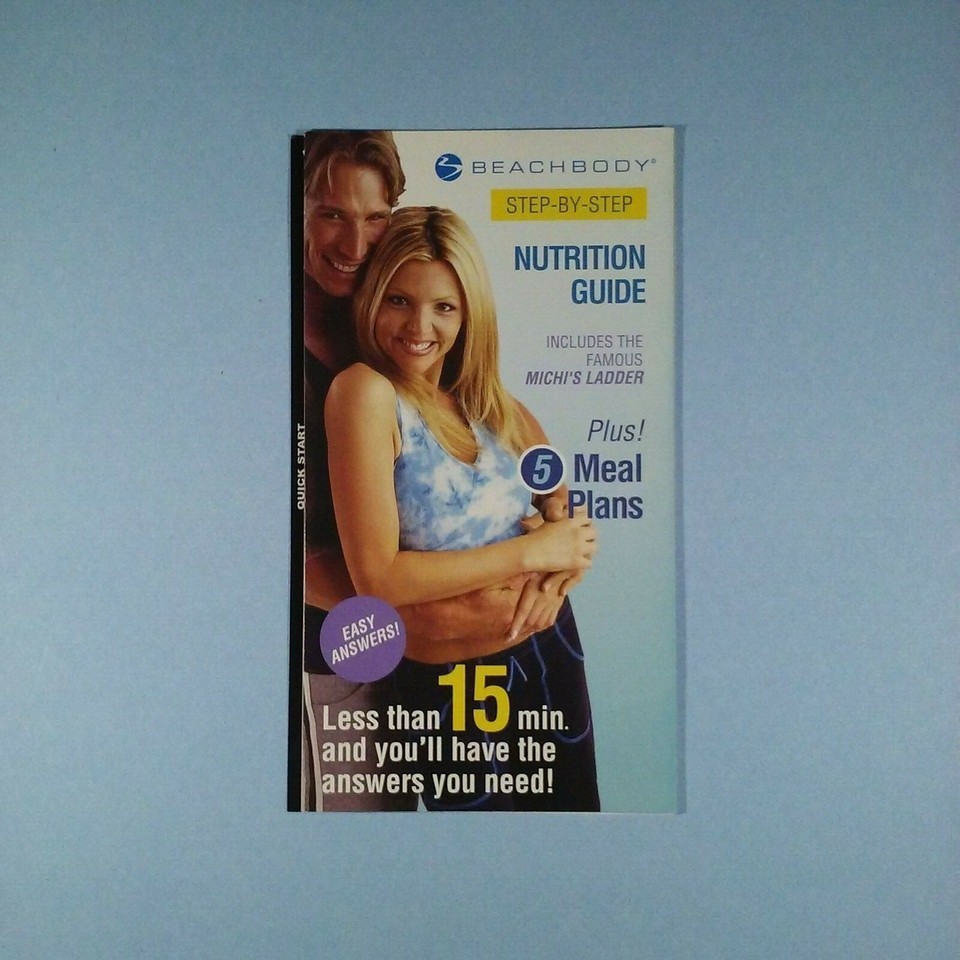 BEACHBODY®
STEP-BY-STEP
NUTRITION
GUIDE
INCLUDES THE
FAMOUS
MICHI'S LADDER
Plus!
5 Meal
Plans
QUICK START
EASY
ANSWERS!
Less than 15 min.
and you'll have the
answers you need!